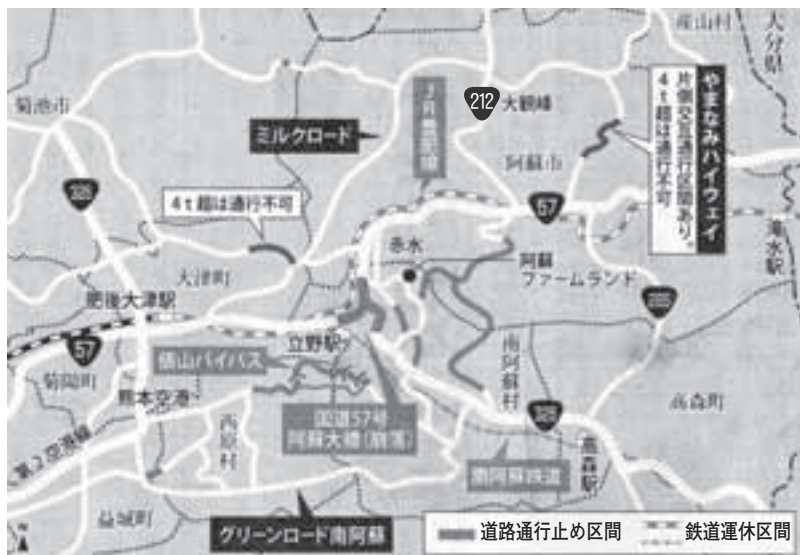 産山村
大分県
菊池市
212
大観峰
ミルクロード
やまなみハイウェイ
片側交互通行区間あり。
4t超は通行不可
阿蘇市
57
4t超は通行不可
赤水
阿蘇
ファームランド
滝水駅
大津町
肥後大津駅
立野駅
57
俵山バイパス
菊陽町
熊本空港
国道57号
阿蘇大橋(崩落)
南阿蘇村
325
高森町
西原村
第2空港線
南阿蘇鉄道
高森駅
益城町
グリーンロード南阿蘇
道路通行止め区間
鉄道運休区間
N